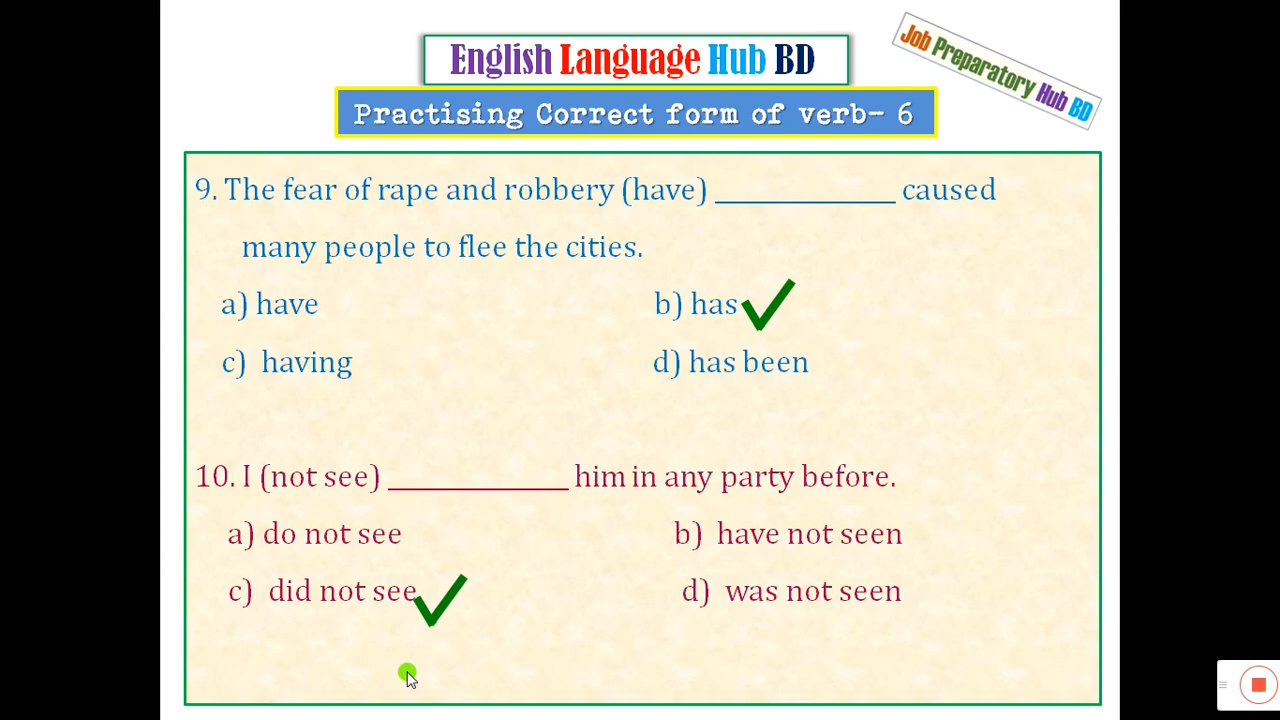 English Language Hub BD
Job Preparatory Hub BD
Practising Correct form of verb- 6
9. The fear of rape and robbery (have) _____________ caused
many people to flee the cities.
a) have b) has
c) having d) has been
10. I (not see) _____________ him in any party before.
a) do not see b) have not seen
c) did not see d) was not seen